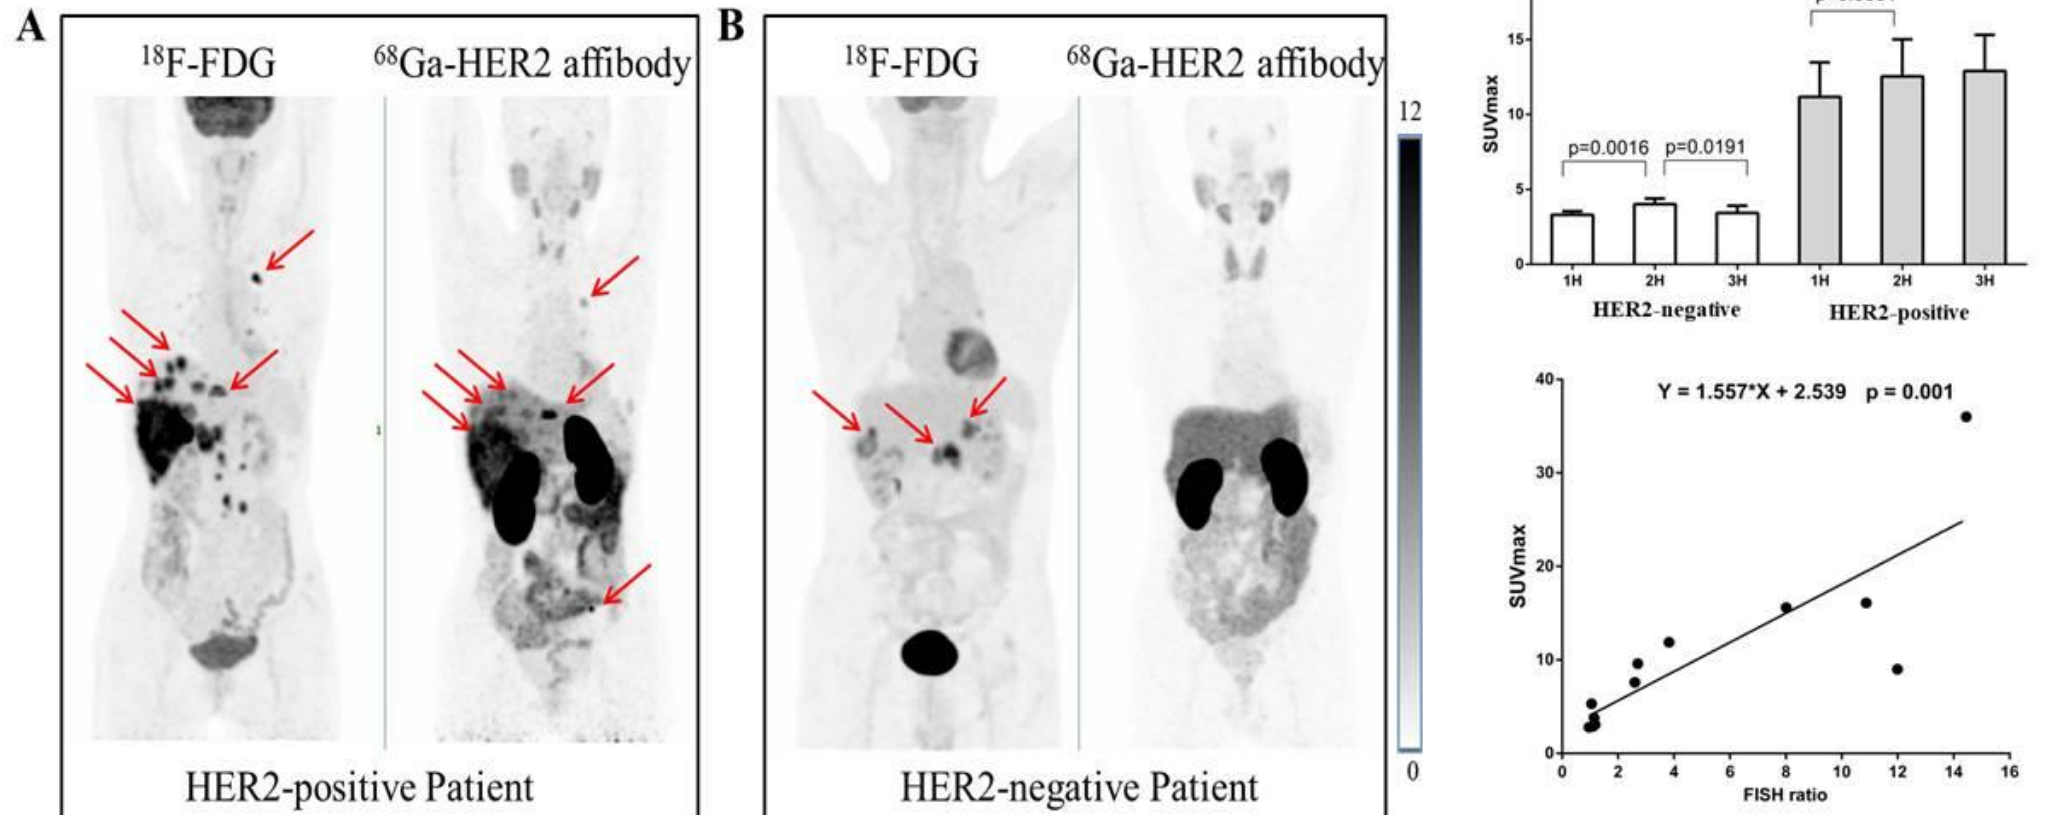 A
¹⁸F-FDG
⁶⁸Ga-HER2 affibody
HER2-positive Patient
B
¹⁸F-FDG
⁶⁸Ga-HER2 affibody
HER2-negative Patient
12
0
SUVmax
15
10
5
0
p=0.0016
p=0.0191
1H 2H 3H 1H 2H 3H
HER2-negative HER2-positive
Y = 1.557*X + 2.539 p = 0.001
SUVmax
40
30
20
10
0
0 2 4 6 8 10 12 14 16
FISH ratio